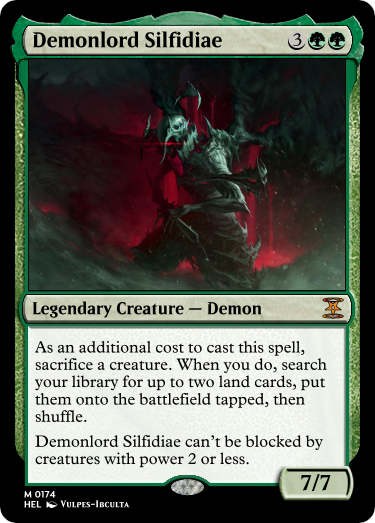 Demonlord Silfidiae 3
Legendary Creature — Demon
As an additional cost to cast this spell,
sacrifice a creature. When you do, search
your library for up to two land cards, put
them onto the battlefield tapped, then
shuffle.
Demonlord Silfidiae can't be blocked by
creatures with power 2 or less.
7/7
M 0174
HEL Vulpes-Ibculta